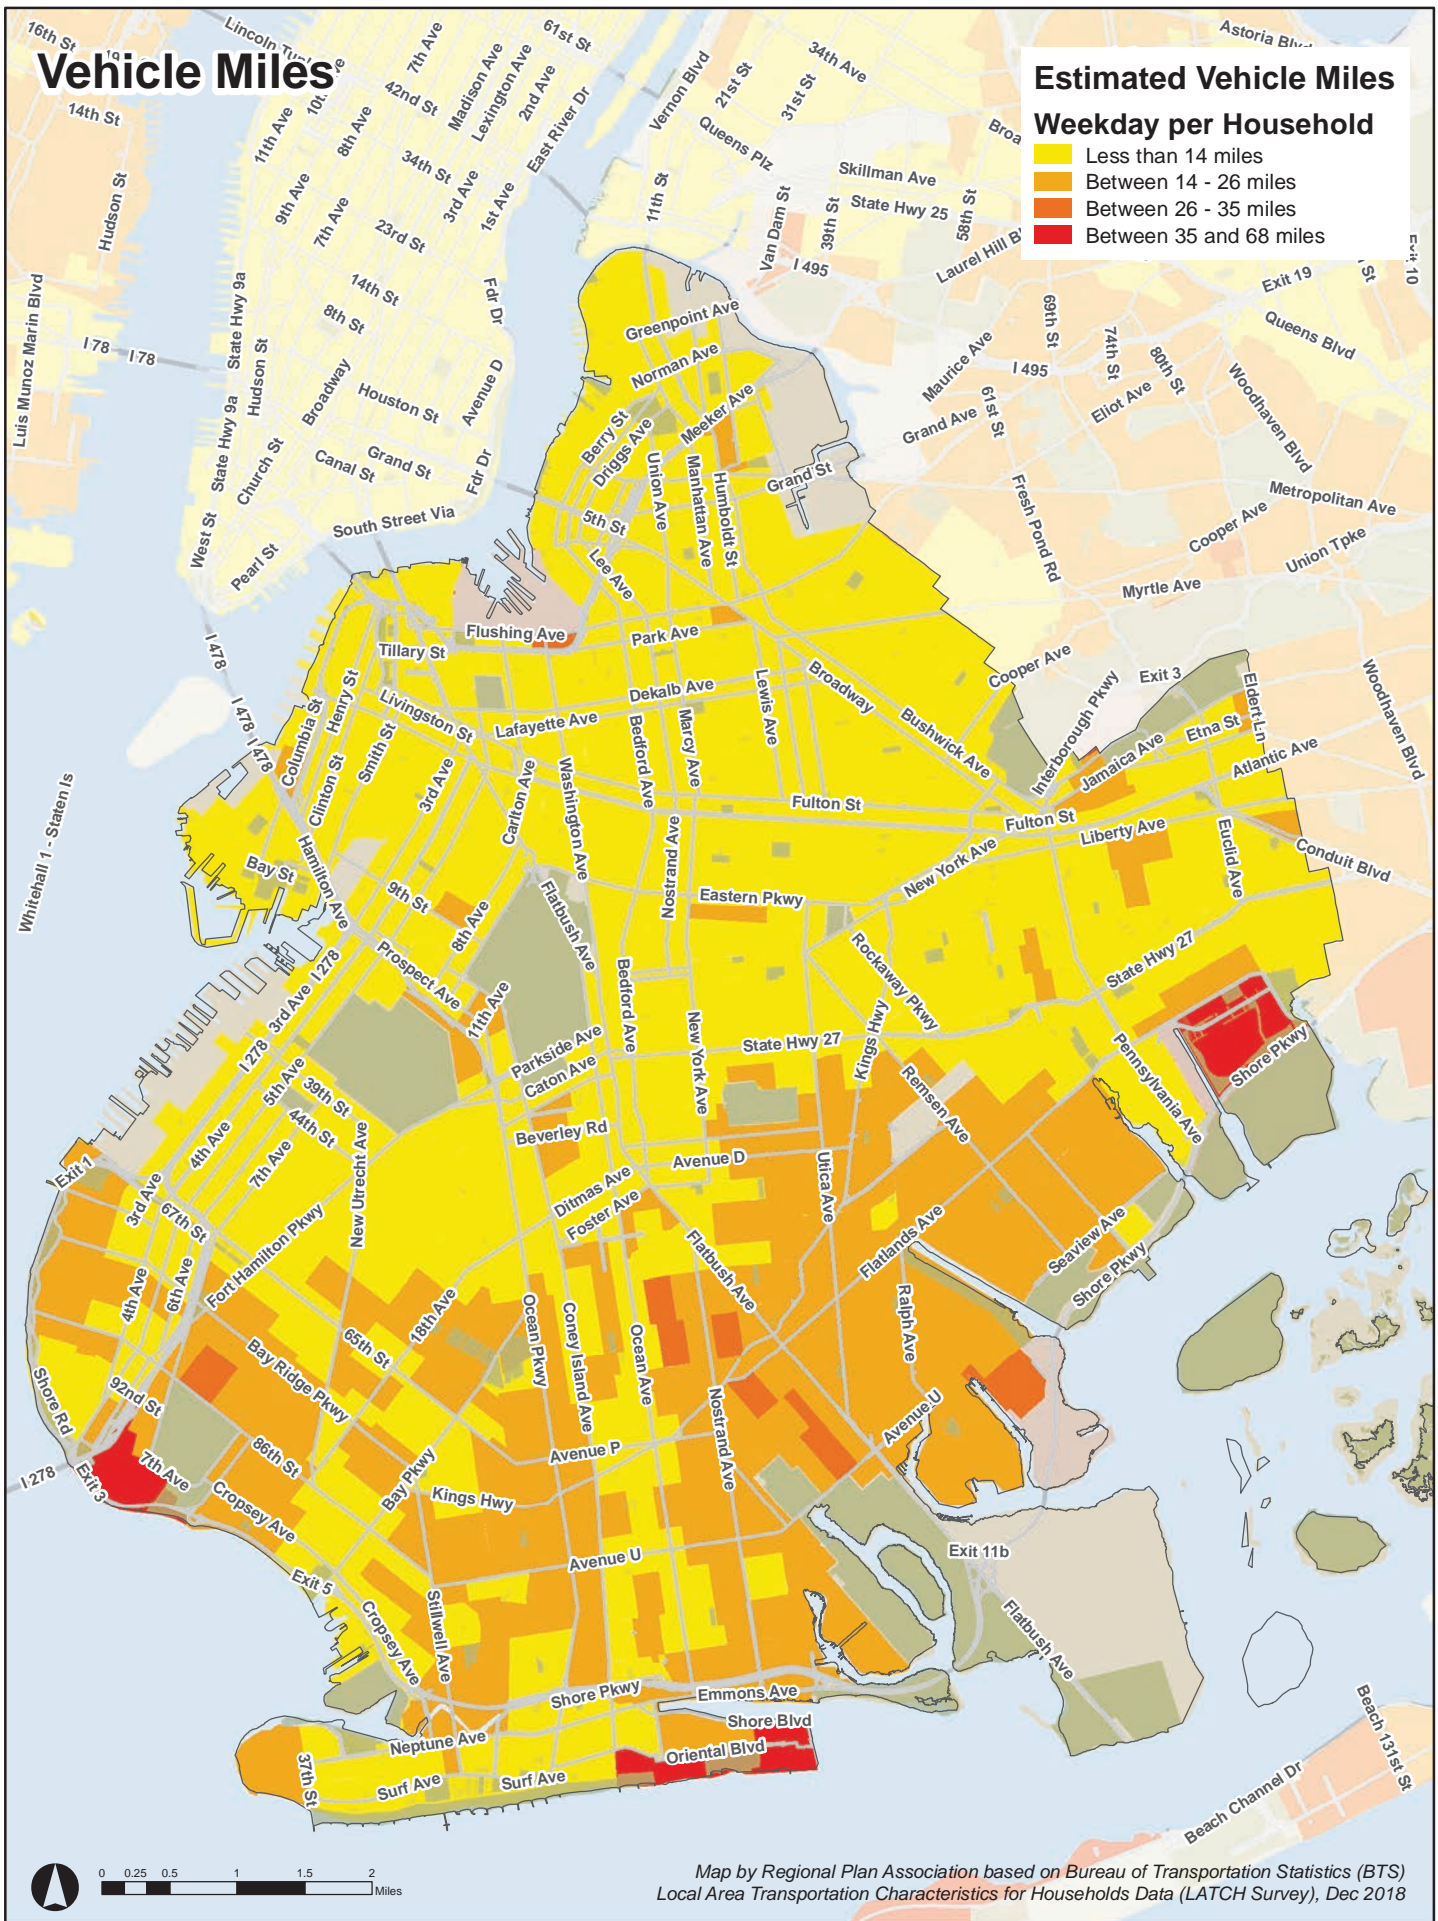 Vehicle Miles
Estimated Vehicle Miles
Weekday per Household
Less than 14 miles
Between 14 - 26 miles
Between 26 - 35 miles
Between 35 and 68 miles
16th St
14th St
Hudson St
Luis Munoz Marin Blvd
I 78
I 78
11th Ave
8th Ave
7th Ave
42nd St
Madison Ave
Lexington Ave
2nd Ave
61st St
East River Dr
34th St
3rd Ave
1st Ave
9th Ave
7th Ave
23rd St
14th St
8th St
Fdr Dr
State Hwy 9a
Hudson St
Broadway
Houston St
Avenue D
State Hwy 9a
Church St
Canal St
Grand St
Fdr Dr
West St
Pearl St
South Street Via
Vernon Blvd
21st St
31st St
34th Ave
Queens Plz
Astoria Blvd
11th St
Van Dam St
39th St
Skillman Ave
State Hwy 25
58th St
I 495
Exit 19
Exit 10
Queens Blvd
69th St
74th St
80th St
Maurice Ave
I 495
61st St
Eliot Ave
Grand Ave
Woodhaven Blvd
Fresh Pond Rd
Metropolitan Ave
Cooper Ave
Union Tpke
Myrtle Ave
Greenpoint Ave
Norman Ave
Meeker Ave
Berry St
Driggs Ave
Union Ave
Manhattan Ave
Humboldt St
Grand St
5th St
Lee Ave
Flushing Ave
Park Ave
Tillary St
Cooper Ave
Exit 3
Interborough Pkwy
Eldert Ln
Etna St
Jamaica Ave
Atlantic Ave
Woodhaven Blvd
I 478
I 478
I 478
Columbia St
Henry St
Livingston St
Lafayette Ave
Dekalb Ave
Lewis Ave
Broadway
Bushwick Ave
Clinton St
Smith St
3rd Ave
Carlton Ave
Washington Ave
Bedford Ave
Marcy Ave
Fulton St
Fulton St
Liberty Ave
Euclid Ave
Conduit Blvd
Whitehall 1 - Staten Is
Bay St
Hamilton Ave
9th St
8th Ave
Flatbush Ave
Nostrand Ave
Eastern Pkwy
New York Ave
Prospect Ave
I 278
3rd Ave
11th Ave
Bedford Ave
Rockaway Pkwy
State Hwy 27
I 278
5th Ave
39th St
44th St
Parkside Ave
Caton Ave
New York Ave
State Hwy 27
Kings Hwy
Remsen Ave
Pennsylvania Ave
Shore Pkwy
4th Ave
7th Ave
New Utrecht Ave
Beverley Rd
Avenue D
Utica Ave
Exit 1
3rd Ave
67th St
Fort Hamilton Pkwy
Ditmas Ave
Foster Ave
Flatbush Ave
Flatlands Ave
Seaview Ave
Shore Pkwy
4th Ave
6th Ave
65th St
18th Ave
Ocean Pkwy
Coney Island Ave
Ocean Ave
Ralph Ave
Shore Rd
92nd St
Bay Ridge Pkwy
Nostrand Ave
Avenue U
I 278
Exit 3
7th Ave
86th St
Bay Pkwy
Avenue P
Kings Hwy
Cropsey Ave
Avenue U
Exit 5
Cropsey Ave
Stillwell Ave
Exit 11b
Flatbush Ave
Shore Pkwy
Emmons Ave
Shore Blvd
Oriental Blvd
Neptune Ave
37th St
Surf Ave
Surf Ave
Beach Channel Dr
Beach 131st St
0 0.25 0.5 1 1.5 2
Miles
Map by Regional Plan Association based on Bureau of Transportation Statistics (BTS)
Local Area Transportation Characteristics for Households Data (LATCH Survey), Dec 2018